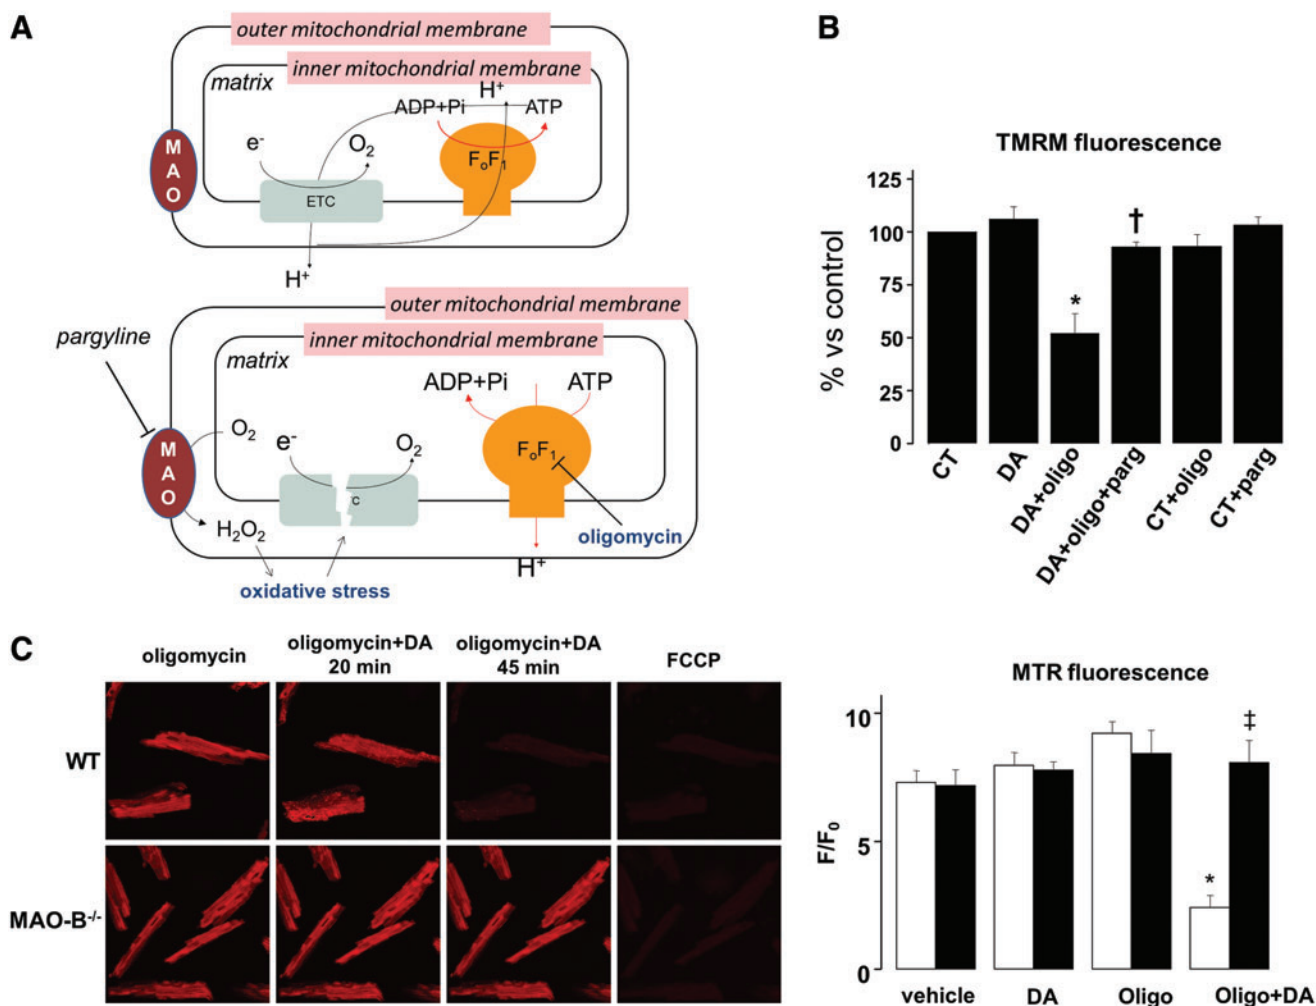 A
outer mitochondrial membrane
inner mitochondrial membrane
matrix
H⁺
ADP+Pi
ATP
M
A
O
e⁻
O₂
FₒF₁
ETC
H⁺
outer mitochondrial membrane
inner mitochondrial membrane
pargyline
matrix
ADP+Pi
ATP
M
A
O
O₂
e⁻
O₂
FₒF₁
C
H₂O₂
oligomycin
H⁺
oxidative stress
B
TMRM fluorescence
% vs control
125
100
75
50
25
0
†
*
CT
DA
DA+oligo
DA+oligo+parg
CT+oligo
CT+parg
C
oligomycin
oligomycin+DA
20 min
oligomycin+DA
45 min
FCCP
WT
MAO-B⁻/⁻
MTR fluorescence
F/F₀
10
5
0
*
‡
vehicle
DA
Oligo
Oligo+DA